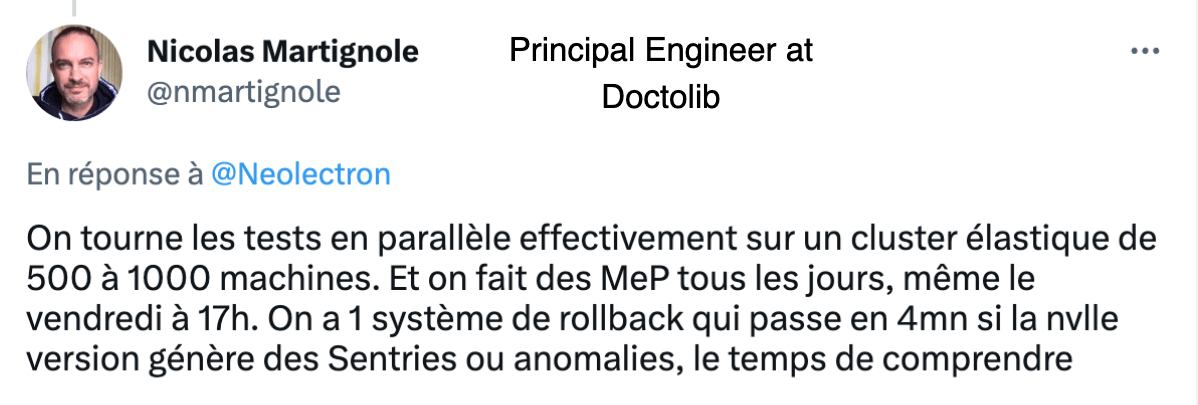 Nicolas Martignole
@nmartignole
Principal Engineer at
Doctolib
En réponse à @Neolectron
On tourne les tests en parallèle effectivement sur un cluster élastique de
500 à 1000 machines. Et on fait des MeP tous les jours, même le
vendredi à 17h. On a 1 système de rollback qui passe en 4mn si la nvlle
version génère des Sentries ou anomalies, le temps de comprendre